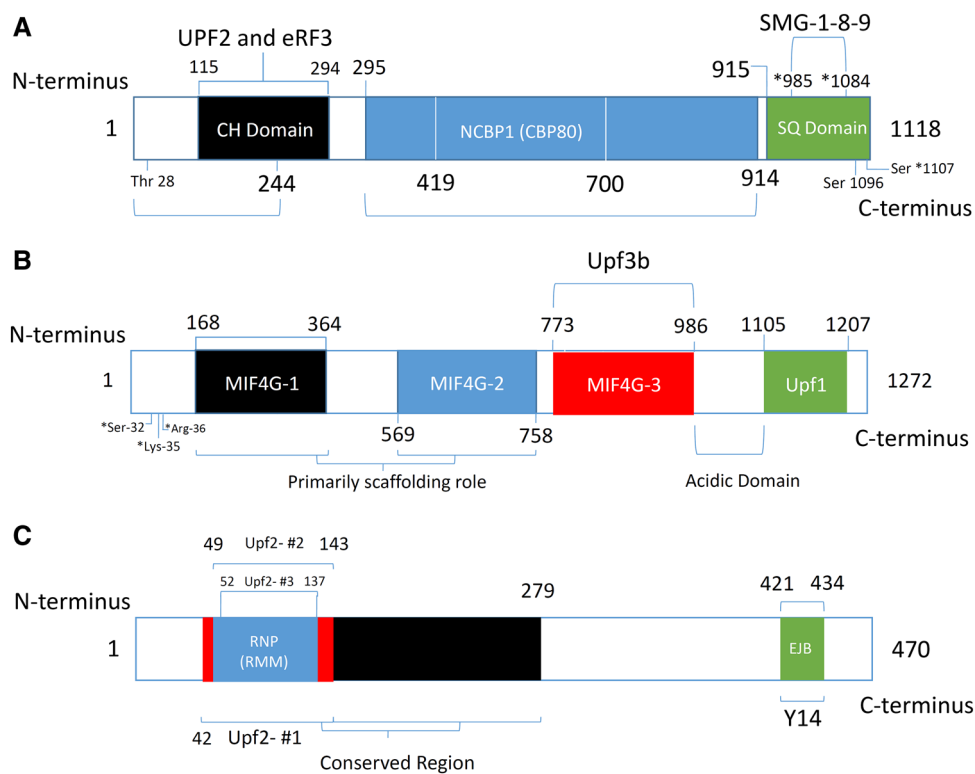 A
SMG-1-8-9
UPF2 and eRF3
N-terminus
115
294
295
915
*985
*1084
1
CH Domain
NCBP1 (CBP80)
SQ Domain
1118
Thr 28
244
419
700
914
Ser 1096
Ser *1107
C-terminus
B
Upf3b
N-terminus
168
364
773
986
1105
1207
1
MIF4G-1
MIF4G-2
MIF4G-3
Upf1
1272
*Ser-32
*Arg-36
*Lys-35
569
758
C-terminus
Primarily scaffolding role
Acidic Domain
C
49
Upf2- #2
143
52
Upf2- #3
137
279
421
434
N-terminus
1
RNP
(RMM)
EJB
470
C-terminus
42
Upf2- #1
Y14
Conserved Region